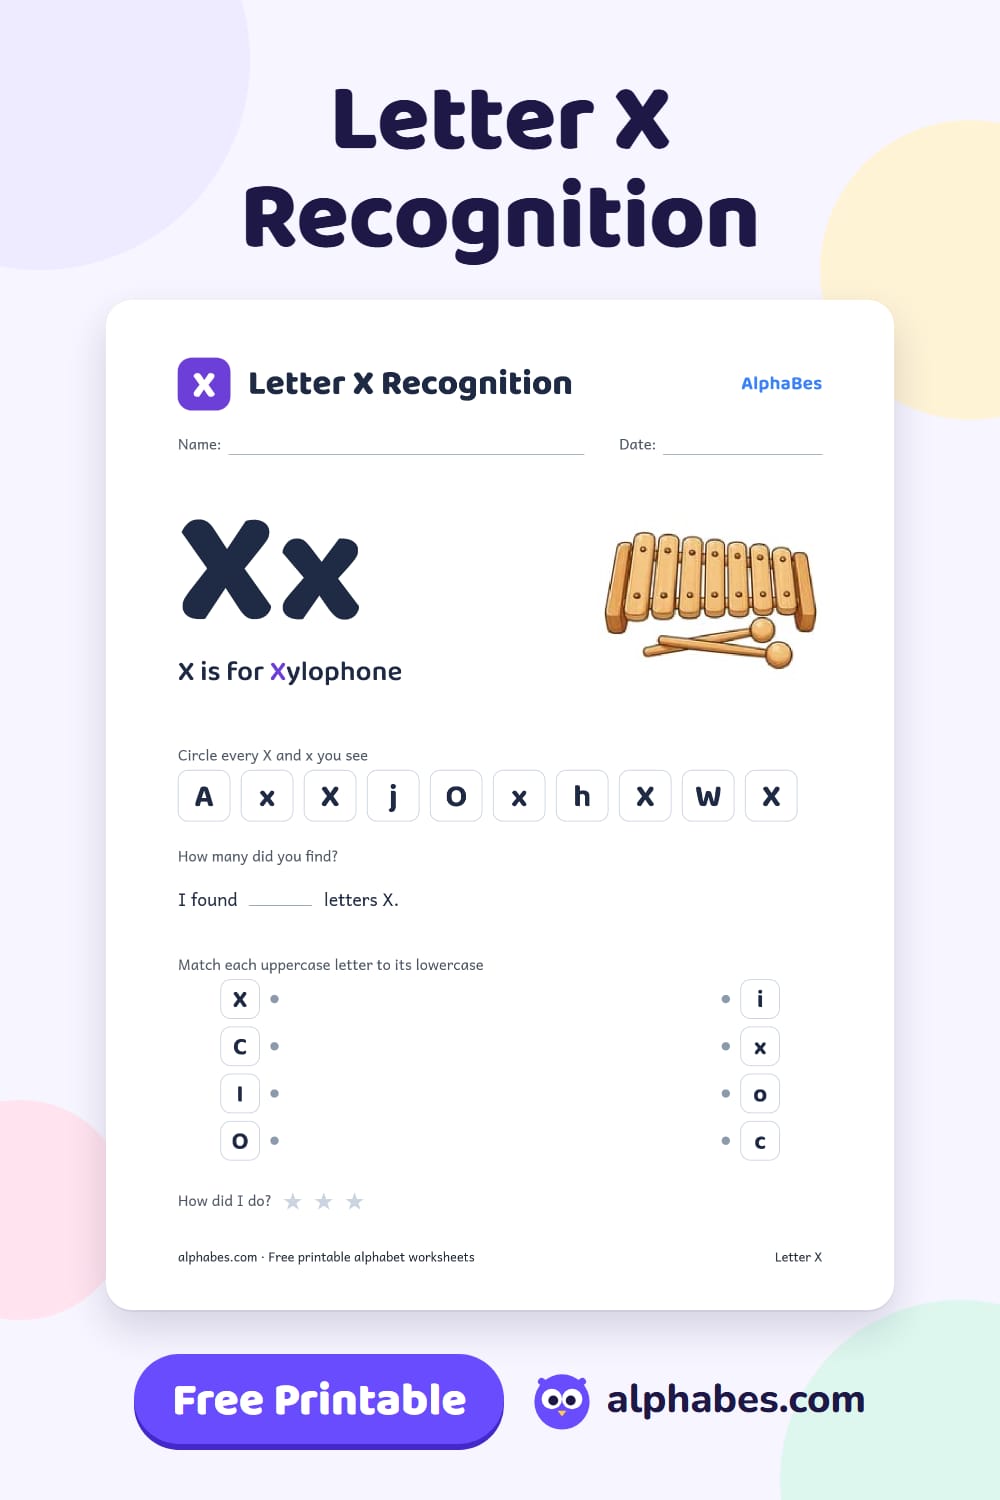 Letter X
Recognition
X Letter X Recognition AlphaBes
Name: Date:
Xx
X is for Xylophone
Circle every X and x you see
A x X j O x h X W X
How many did you find?
I found ______ letters X.
Match each uppercase letter to its lowercase
X i
C x
I o
O c
How did I do? ★ ★ ★
alphabes.com · Free printable alphabet worksheets Letter X
Free Printable alphabes.com